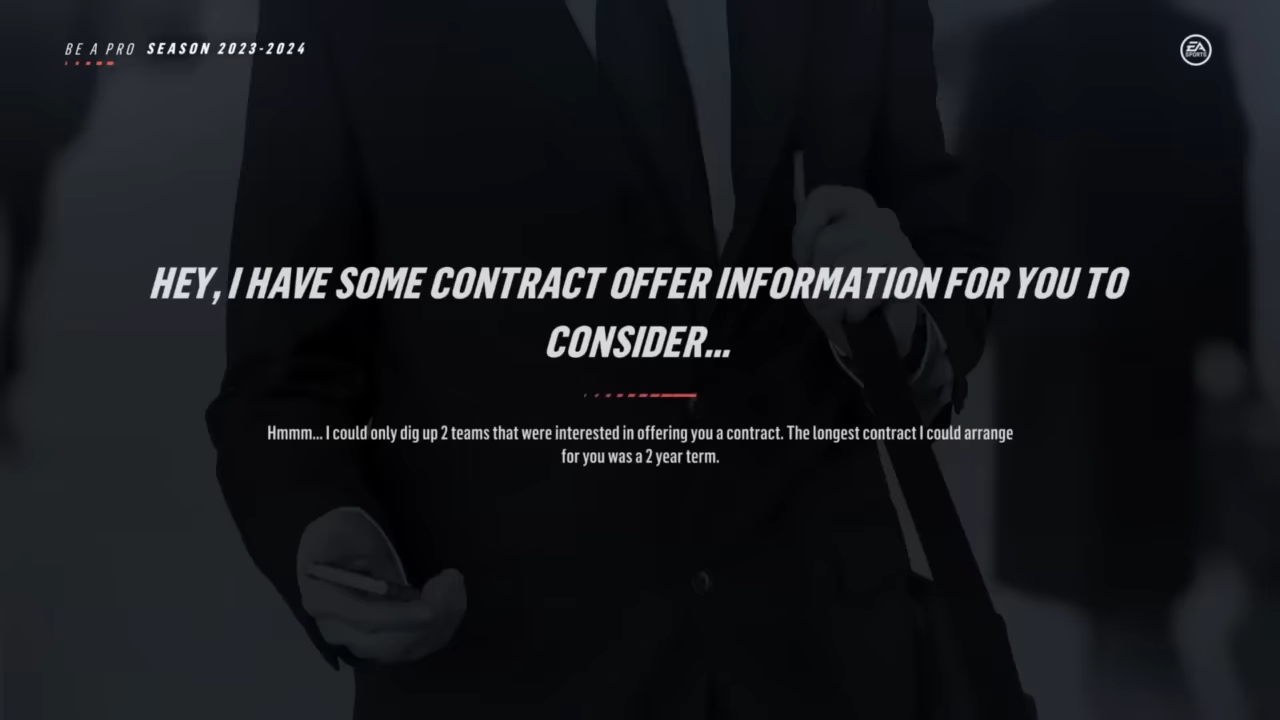 BE A PRO SEASON 2023-2024
EA
SPORTS
HEY, I HAVE SOME CONTRACT OFFER INFORMATION FOR YOU TO
CONSIDER...
Hmmm... I could only dig up 2 teams that were interested in offering you a contract. The longest contract I could arrange
for you was a 2 year term.